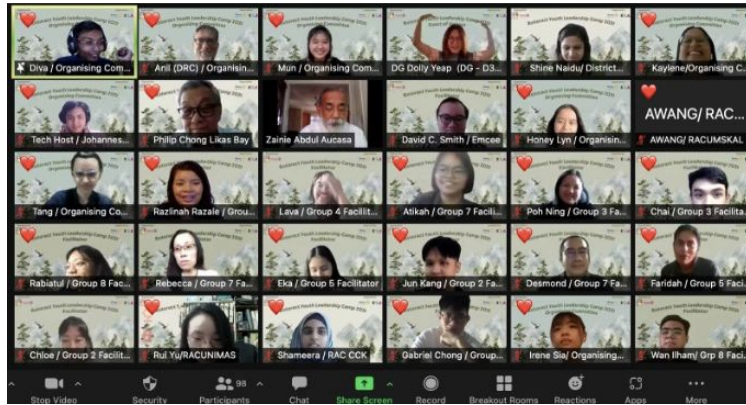 Diva / Organising Com...
Anil (DRC) / Organisin...
Mun / Organising Com...
DG Dolly Yeap (DG - D3...
Shine Naidu/ District...
Kaylene/Organising C...
Tech Host / Johannes...
Philip Chong Likas Bay
Zainie Abdul Aucasa
David C. Smith / Emcee
Honey Lyn / Organisin...
AWANG/ RAC...
AWANG/ RACUMSKAL
Tang / Organising Co...
Razlinah Razale / Grou...
Lava / Group 4 Facilit...
Atikah / Group 7 Facili...
Poh Ning / Group 3 Fa...
Chai / Group 3 Facilita...
Rabiatul / Group 8 Fac...
Rebecca / Group 7 Fa...
Eka / Group 5 Facilitator
Jun Kang / Group 2 Fa...
Desmond / Group 7 Fa...
Faridah / Group 5 Faci...
Chloe / Group 2 Facilit...
Rui Yu/RACUNIMAS
Shameera / RAC CCK
Gabriel Chong / Group...
Irene Sia/ Organising...
Wan Ilham/ Grp 8 Faci...
Stop Video
Security
Participants
98
Chat
Share Screen
Record
Breakout Rooms
Reactions
Apps
More